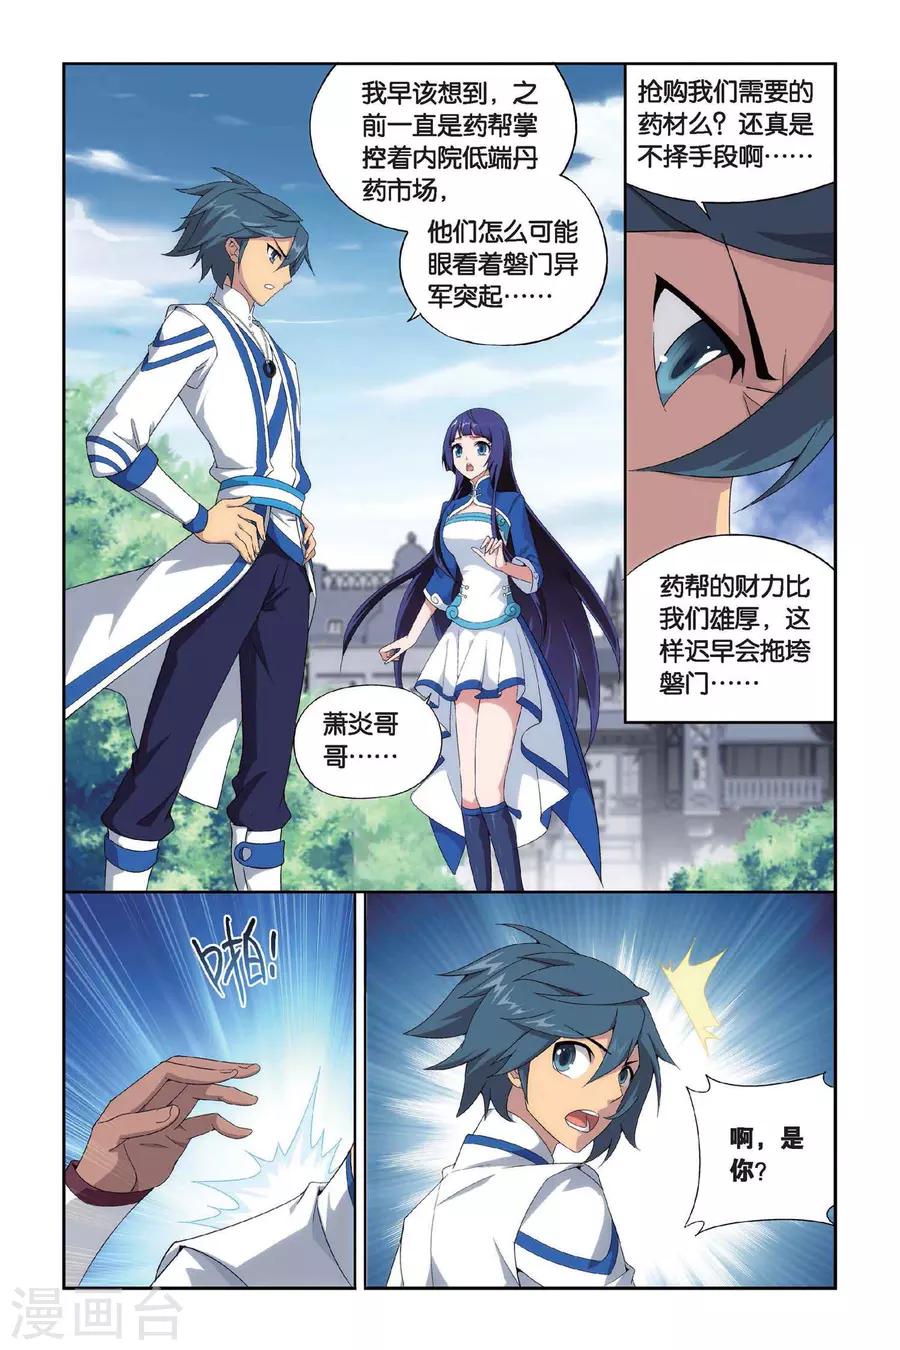 我早该想到，之
前一直是药帮掌
控着内院低端丹
药市场，
他们怎么可能
眼看着磐门异
军突起……
抢购我们需要的
药材么？还真是
不择手段啊……
药帮的财力比
我们雄厚，这
样迟早会拖垮
磐门……
萧炎哥
哥……
啪！
啊，是
你？
漫画台